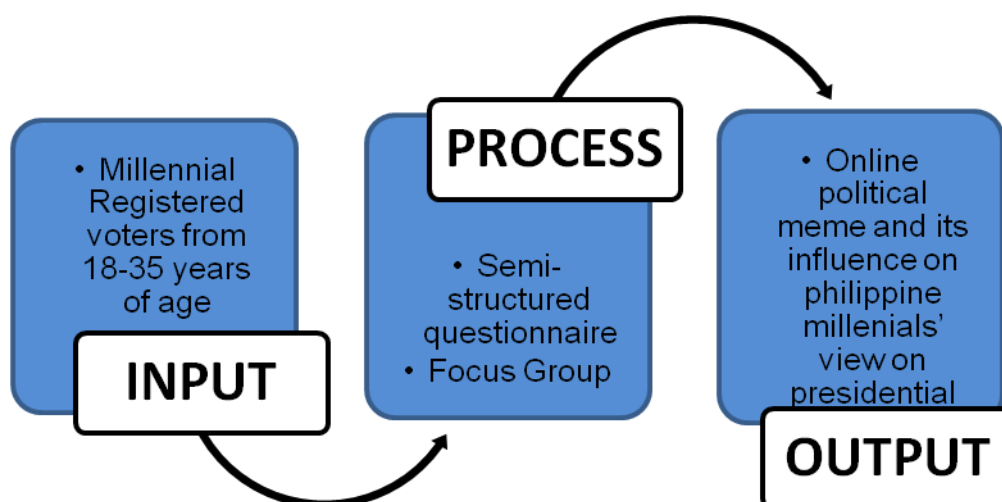 • Millennial
Registered
voters from
18-35 years
of age
INPUT
PROCESS
• Semi-
structured
questionnaire
• Focus Group
• Online
political
meme and its
influence on
philippine
millenials'
view on
presidential
OUTPUT